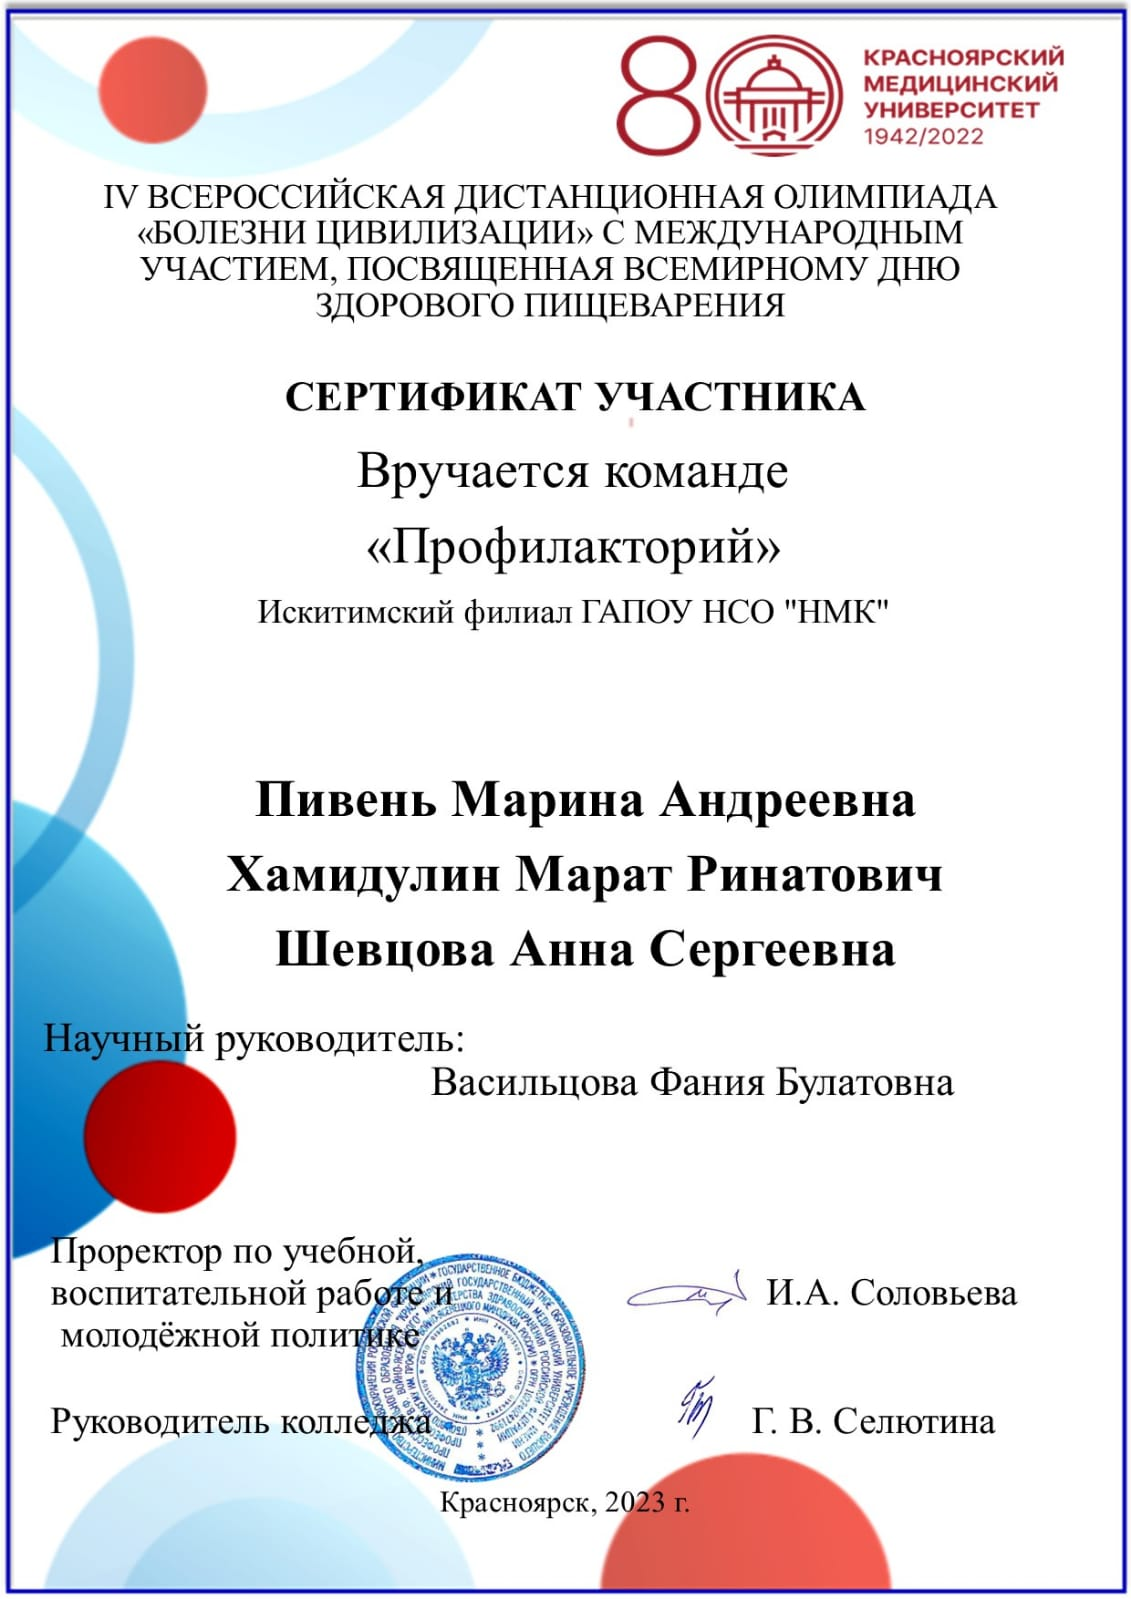 80
КРАСНОЯРСКИЙ
МЕДИЦИНСКИЙ
УНИВЕРСИТЕТ
1942/2022
IV ВСЕРОССИЙСКАЯ ДИСТАНЦИОННАЯ ОЛИМПИАДА
«БОЛЕЗНИ ЦИВИЛИЗАЦИИ» С МЕЖДУНАРОДНЫМ
УЧАСТИЕМ, ПОСВЯЩЕННАЯ ВСЕМИРНОМУ ДНЮ
ЗДОРОВОГО ПИЩЕВАРЕНИЯ
СЕРТИФИКАТ УЧАСТНИКА
Вручается команде
«Профилакторий»
Искитимский филиал ГАПОУ НСО "НМК"
Пивень Марина Андреевна
Хамидулин Марат Ринатович
Шевцова Анна Сергеевна
Научный руководитель:
Васильцова Фания Булатовна
Проректор по учебной,
воспитательной работе и
молодёжной политике
И.А. Соловьева
Руководитель колледжа
Г. В. Селютина
Красноярск, 2023 г.